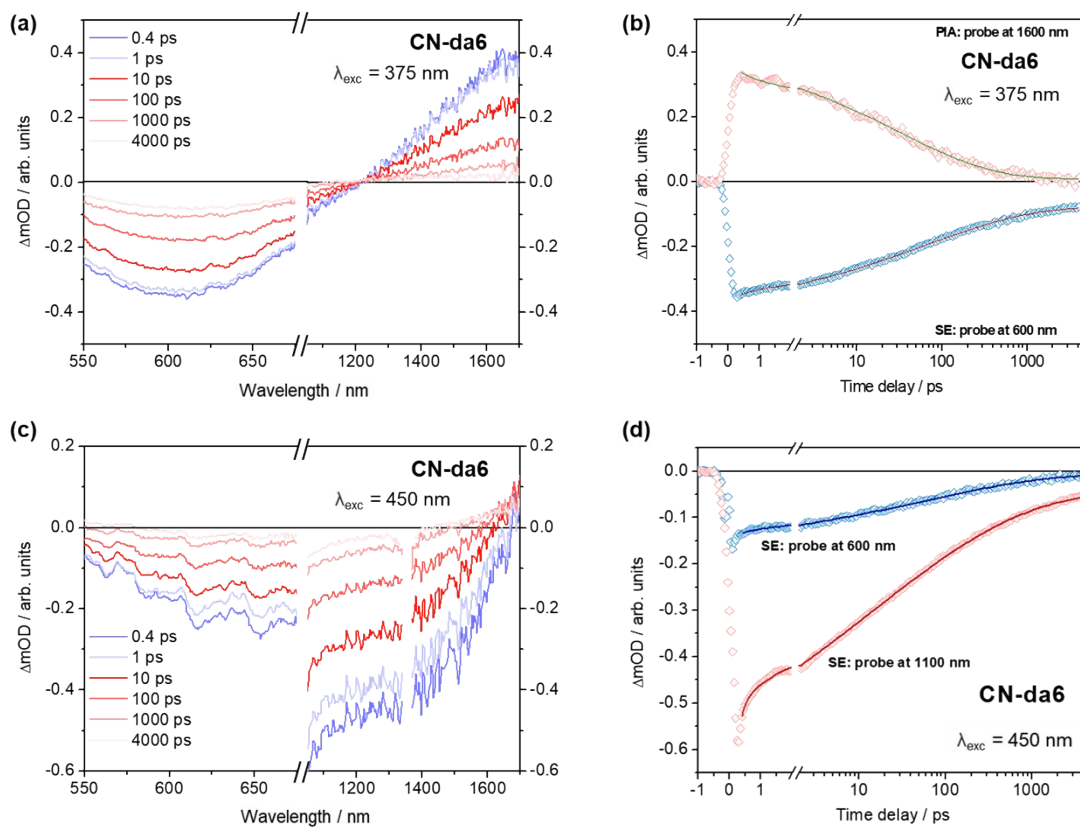 (a)
0.4 ps
1 ps
10 ps
100 ps
1000 ps
4000 ps
CN-da6
λexc = 375 nm
0.4
0.2
0.0
-0.2
-0.4
0.4
0.2
0.0
-0.2
-0.4
ΔmOD / arb. units
550 600 650 1200 1400 1600
Wavelength / nm
(b)
PIA: probe at 1600 nm
CN-da6
λexc = 375 nm
0.4
0.2
0.0
-0.2
-0.4
ΔmOD / arb. units
SE: probe at 600 nm
-1 0 1 10 100 1000
Time delay / ps
(c)
CN-da6
λexc = 450 nm
0.2
0.0
-0.2
-0.4
-0.6
0.2
0.0
-0.2
-0.4
-0.6
ΔmOD / arb. units
0.4 ps
1 ps
10 ps
100 ps
1000 ps
4000 ps
550 600 650 1200 1400 1600
Wavelength / nm
(d)
0.0
-0.1
-0.2
-0.3
-0.4
-0.5
-0.6
ΔmOD / arb. units
SE: probe at 600 nm
SE: probe at 1100 nm
CN-da6
λexc = 450 nm
-1 0 1 10 100 1000
Time delay / ps